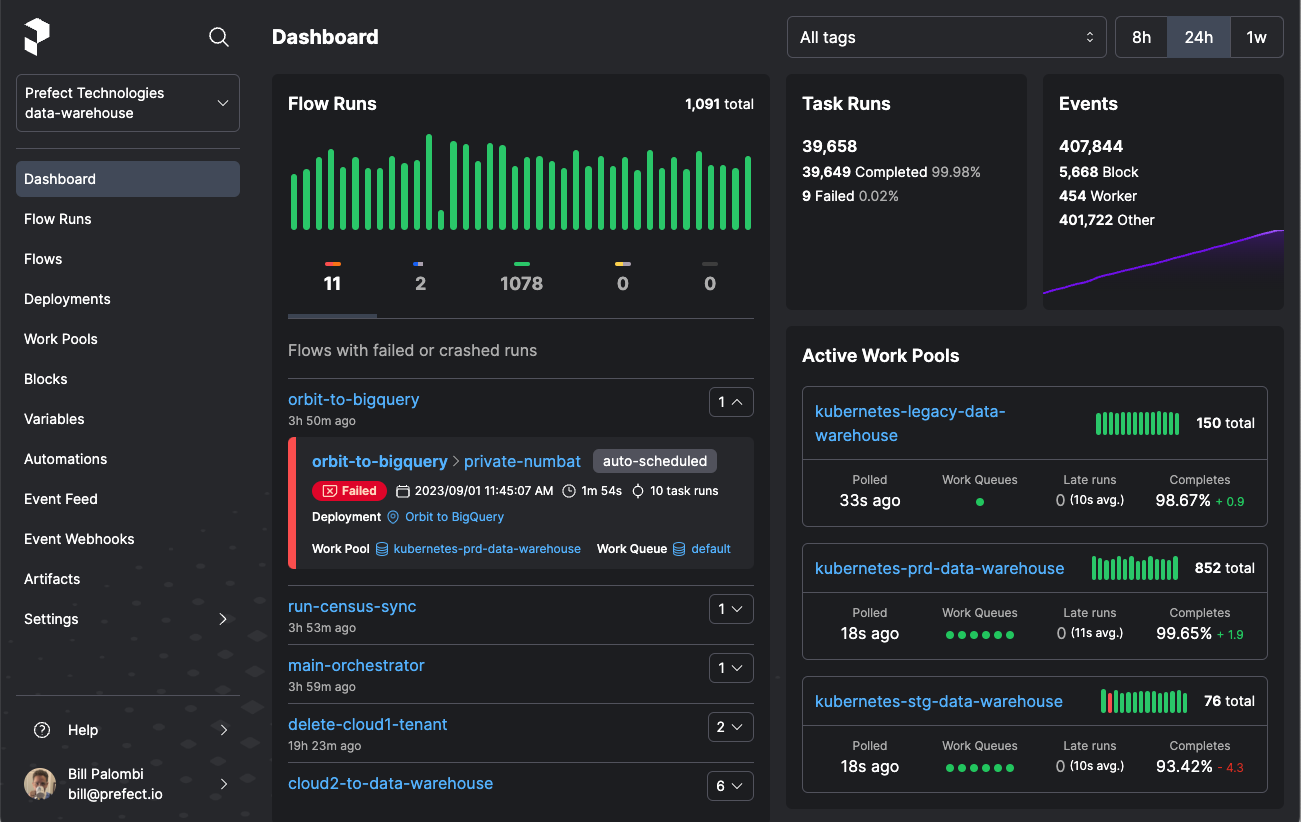 Prefect Technologies
data-warehouse
Dashboard
Flow Runs
Flows
Deployments
Work Pools
Blocks
Variables
Automations
Event Feed
Event Webhooks
Artifacts
Settings
Help
Bill Palombi
bill@prefect.io
Dashboard
All tags
8h 24h 1w
Flow Runs 1,091 total
11 2 1078 0 0
Flows with failed or crashed runs
orbit-to-bigquery 1
3h 50m ago
orbit-to-bigquery private-numbat auto-scheduled
Failed 2023/09/01 11:45:07 AM 1m 54s 10 task runs
Deployment Orbit to BigQuery
Work Pool kubernetes-prd-data-warehouse Work Queue default
run-census-sync 1
3h 53m ago
main-orchestrator 1
3h 59m ago
delete-cloud1-tenant 2
19h 23m ago
cloud2-to-data-warehouse 6
Task Runs
39,658
39,649 Completed 99.98%
9 Failed 0.02%
Events
407,844
5,668 Block
454 Worker
401,722 Other
Active Work Pools
kubernetes-legacy-data-
warehouse
150 total
Polled Work Queues Late runs Completes
33s ago 0 (10s avg.) 98.67% + 0.9
kubernetes-prd-data-warehouse 852 total
Polled Work Queues Late runs Completes
18s ago 0 (11s avg.) 99.65% + 1.9
kubernetes-stg-data-warehouse 76 total
Polled Work Queues Late runs Completes
18s ago 0 (10s avg.) 93.42% - 4.3